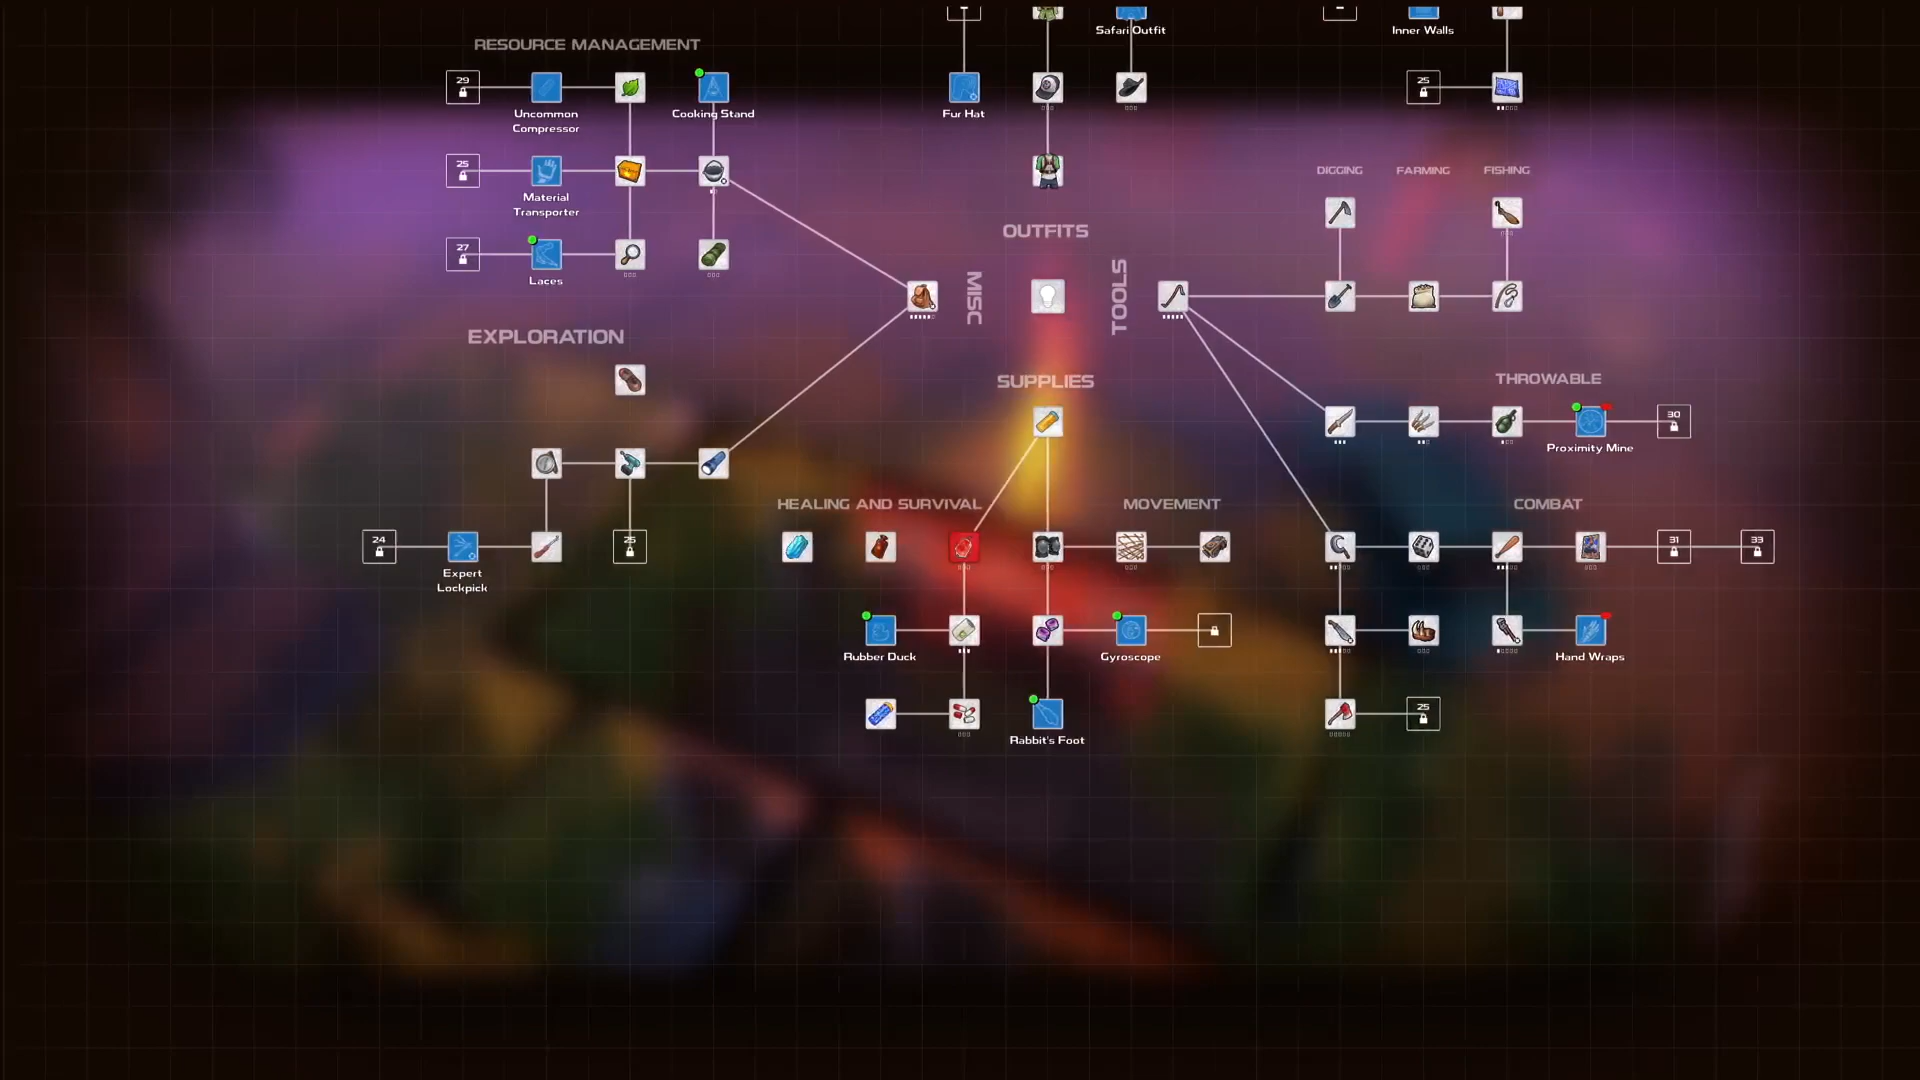 Safari Outfit
Inner Walls
RESOURCE MANAGEMENT
29
25
Uncommon
Compressor
Cooking Stand
Fur Hat
25
Material
Transporter
DIGGING
FARMING
FISHING
OUTFITS
27
Laces
MISC
TOOLS
EXPLORATION
SUPPLIES
THROWABLE
30
Proximity Mine
HEALING AND SURVIVAL
MOVEMENT
COMBAT
24
25
31
33
Expert
Lockpick
Rubber Duck
Gyroscope
Hand Wraps
25
Rabbit's Foot